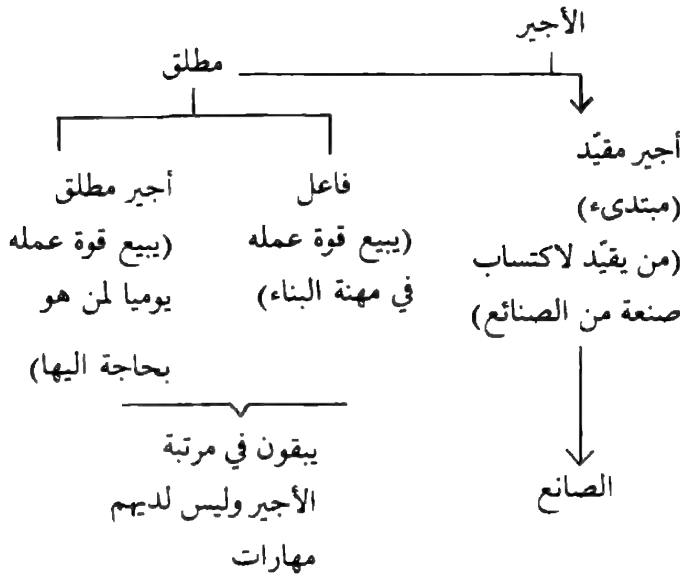 الأجير
مطلق
أجير مقيّد
(مبتدىء)
(من يقيّد لاكتساب
صنعة من الصنائع)
الصانع
فاعل
(يبيع قوة عمله
في مهنة البناء)
أجير مطلق
(يبيع قوة عمله
يوميا لمن هو
بحاجة اليها)
يبقون في مرتبة
الأجير وليس لديهم
مهارات